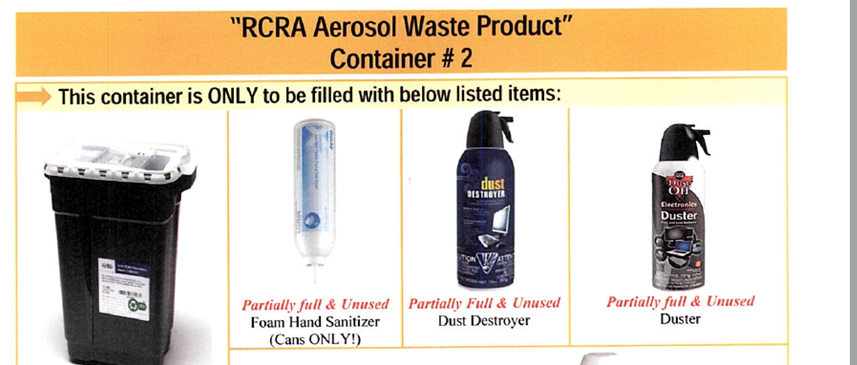 "RCRA Aerosol Waste Product"
Container # 2
This container is ONLY to be filled with below listed items:
dust
DESTROYER
Dust
Off
Electronics
Duster
Partially full & Unused
Foam Hand Sanitizer
(Cans ONLY!)
Partially Full & Unused
Dust Destroyer
Partially full & Unused
Duster